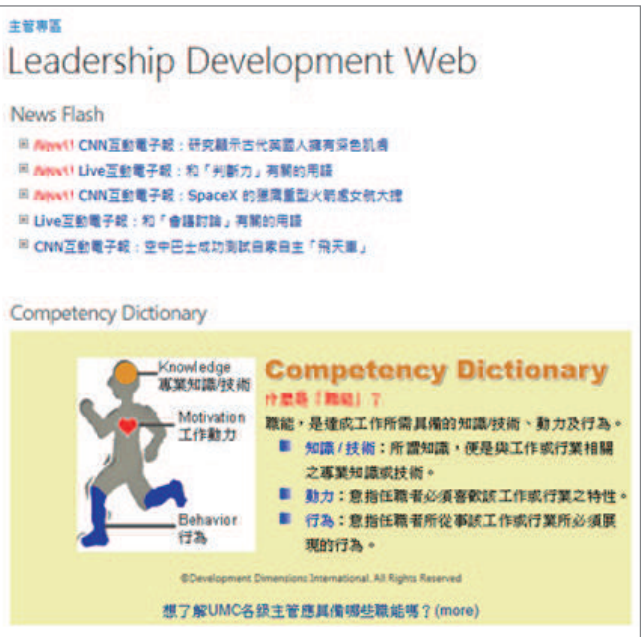 主管專區
Leadership Development Web
News Flash
News!! CNN互動電子報：研究顯示古代英國人擁有深色肌膚
News!! Live互動電子報：和「判斷力」有關的用語
News!! CNN互動電子報：SpaceX 的獵鷹重型火箭處女航大捷
Live互動電子報：和「會議討論」有關的用語
CNN互動電子報：空中巴士成功測試自家自主「飛天車」
Competency Dictionary
Knowledge
專業知識/技術
Motivation
工作動力
Behavior
行為
Competency Dictionary
什麼是「職能」？
職能，是達成工作所需具備的知識/技術、動力及行為。
知識/技術：所謂知識，便是與工作或行業相關
之專業知識或技術。
動力：意指任職者必須喜歡該工作或行業之特性。
行為：意指任職者所從事該工作或行業所必須展
現的行為。
©Development Dimensions International. All Rights Reserved
想了解UMC各級主管應具備哪些職能嗎？(more)